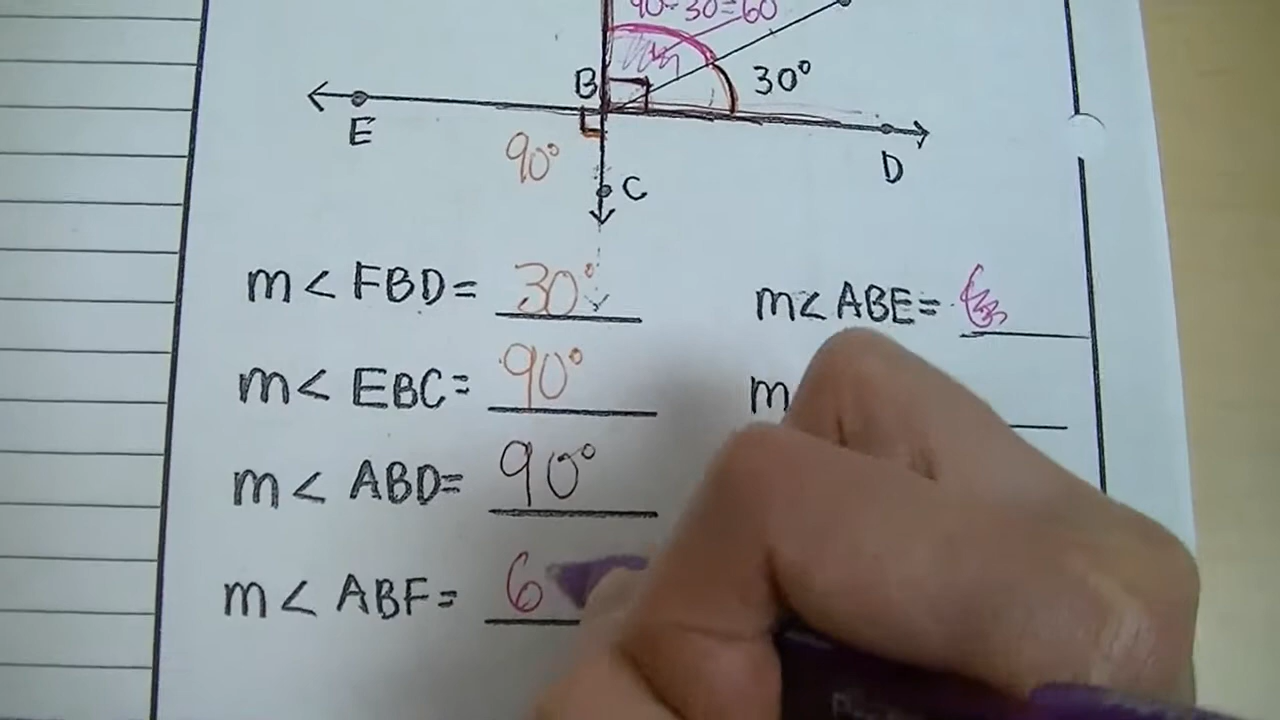 90-30=60
B
30°
E
90°
D
C
m< FBD= 30°
m< ABE=
m< EBC= 90°
m
m< ABD= 90°
m< ABF= 6